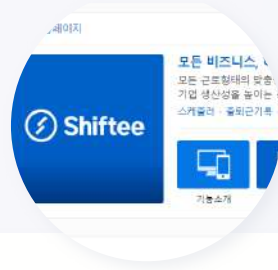 페이지
모든 비즈니스,
모든 근로형태의 맞춤
기업 생산성을 높이는
스케줄러 · 출퇴근기록
Shiftee
기능소개